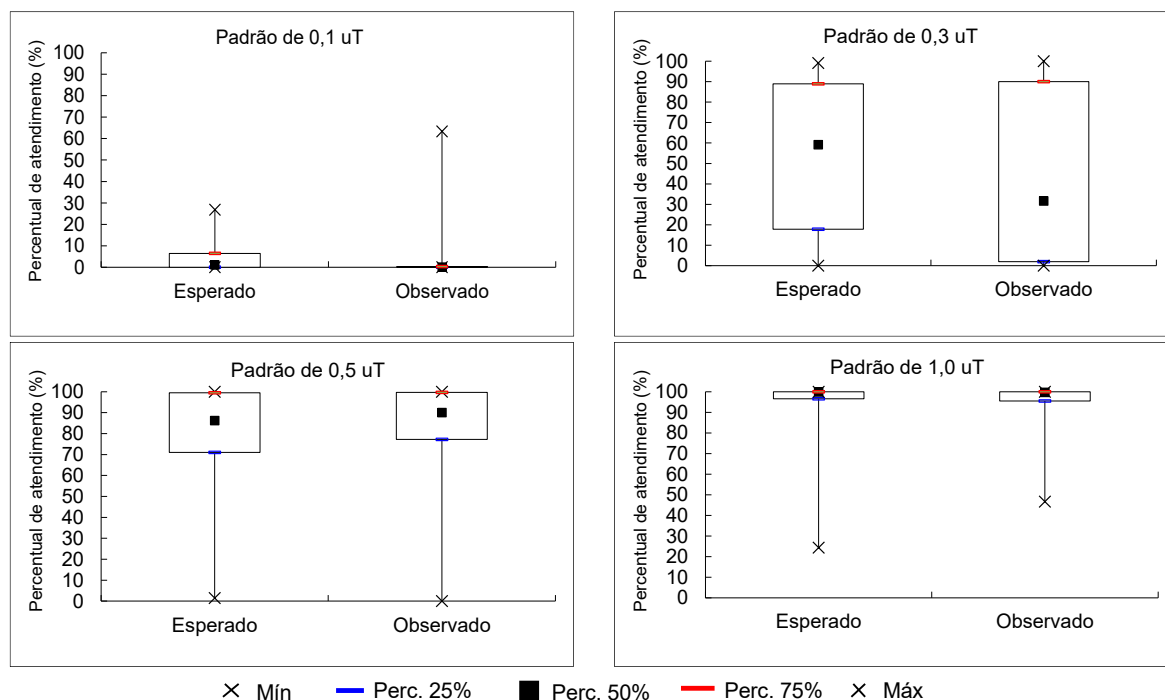 Padrão de 0,1 uT
Percentual de atendimento (%)
100
90
80
70
60
50
40
30
20
10
0
Esperado
Observado
Padrão de 0,3 uT
Percentual de atendimento (%)
100
90
80
70
60
50
40
30
20
10
0
Esperado
Observado
Padrão de 0,5 uT
Percentual de atendimento (%)
100
90
80
70
60
50
40
30
20
10
0
Esperado
Observado
Padrão de 1,0 uT
Percentual de atendimento (%)
100
90
80
70
60
50
40
30
20
10
0
Esperado
Observado
Mín Perc. 25% Perc. 50% Perc. 75% Máx